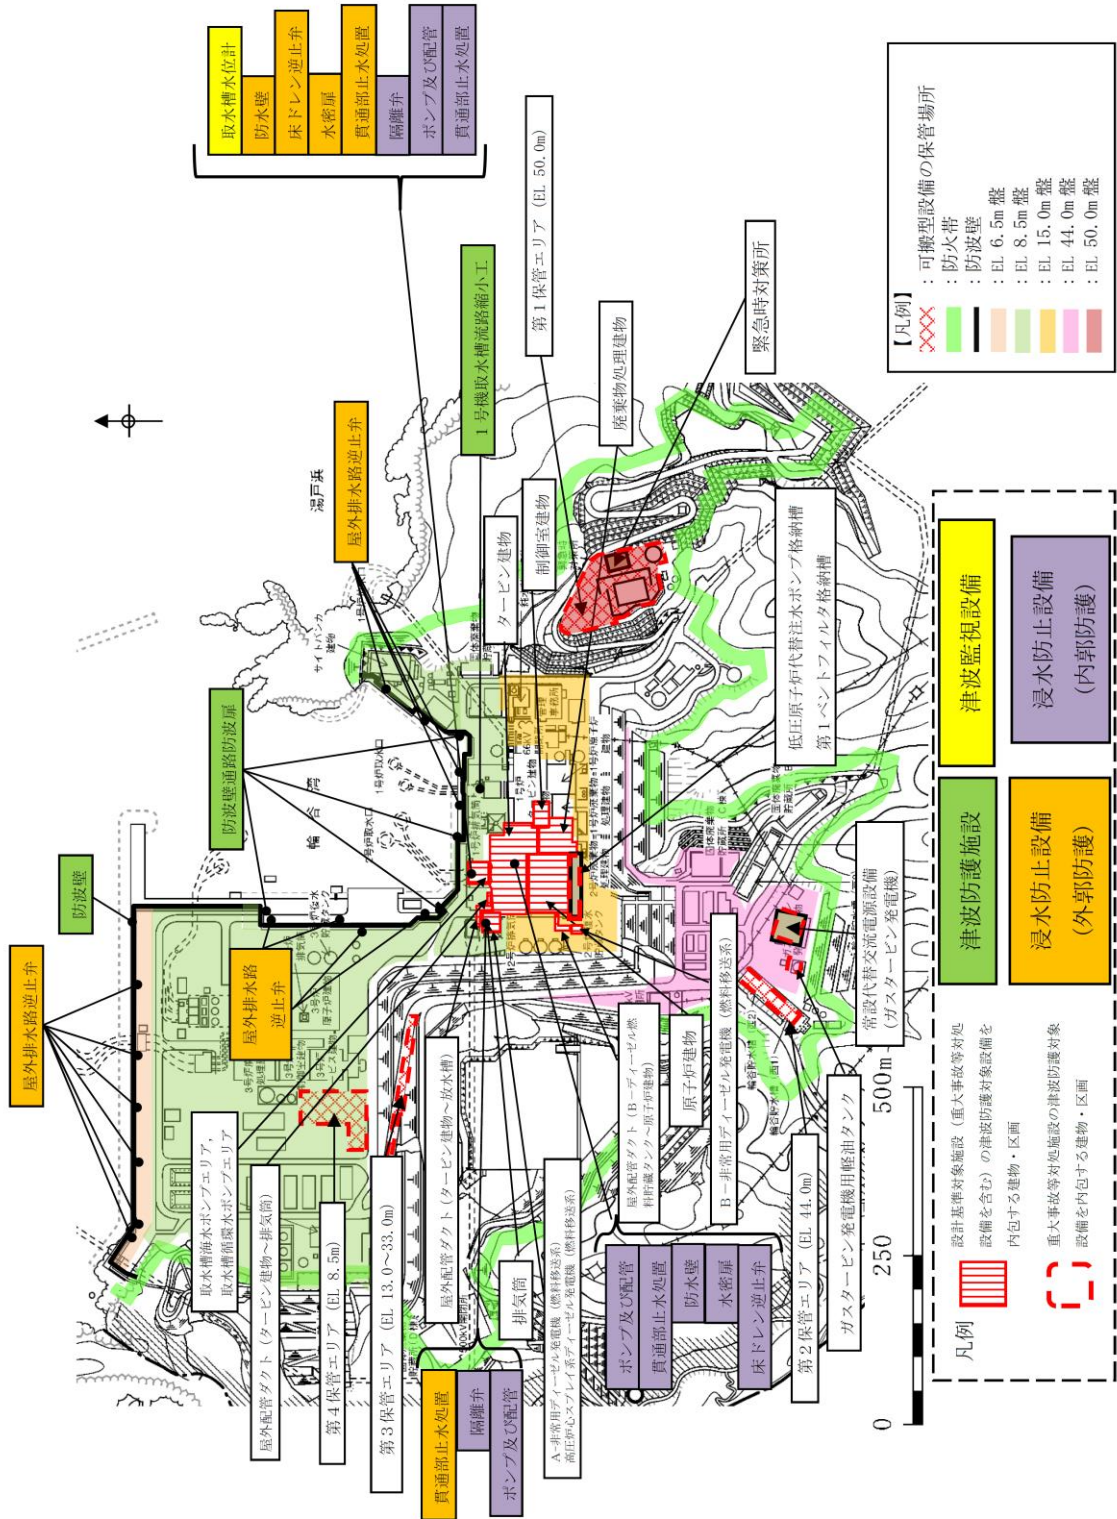 取水槽水位計
防水壁
床ドレン逆止弁
水密扉
貫通部止水処置
隔離弁
ポンプ及び配管
貫通部止水処置
第1保管エリア（EL 50.0m）
廃棄物処理建物
緊急時対策所
1号機取水槽流路縮小工
制御室建物
タービン建物
湯戸浜
屋外排水路逆止弁
サイトバンカ
建物
防波壁通路防波扉
輪谷湾
防波壁
屋外排水路逆止弁
屋外排水路
逆止弁
1号炉取水口
管理
事務所
低圧原子炉代替注水ポンプ格納槽
第1ベントフィルタ格納槽
取水槽海水ポンプエリア，
取水槽循環水ポンプエリア
屋外配管ダクト（タービン建物～排気筒）
第4保管エリア（EL 8.5m）
第3保管エリア（EL 13.0～33.0m）
屋外配管ダクト（タービン建物～放水槽）
排気筒
A－非常用ディーゼル発電機（燃料移送系）
高圧炉心スプレイ系ディーゼル発電機（燃料移送系）
屋外配管ダクト（B－ディーゼル燃
料貯蔵タンク～原子炉建物）
原子炉建物
B－非常用ディーゼル発電機（燃料移送系）
常設代替交流電源設備
（ガスタービン発電機）
ガスタービン発電機用軽油タンク
第2保管エリア（EL 44.0m）
貫通部止水処置
隔離弁
ポンプ及び配管
ポンプ及び配管
貫通部止水処置
防水壁
水密扉
床ドレン逆止弁
0
250
500m
【凡例】
：可搬型設備の保管場所
：防火帯
：防波壁
：EL 6.5m盤
：EL 8.5m盤
：EL 15.0m盤
：EL 44.0m盤
：EL 50.0m盤
凡例
設計基準対象施設（重大事故等対処
設備を含む）の津波防護対象設備を
内包する建物・区画
重大事故等対処施設の津波防護対象
設備を内包する建物・区画
津波防護施設
津波監視設備
浸水防止設備
（外郭防護）
浸水防止設備
（内郭防護）